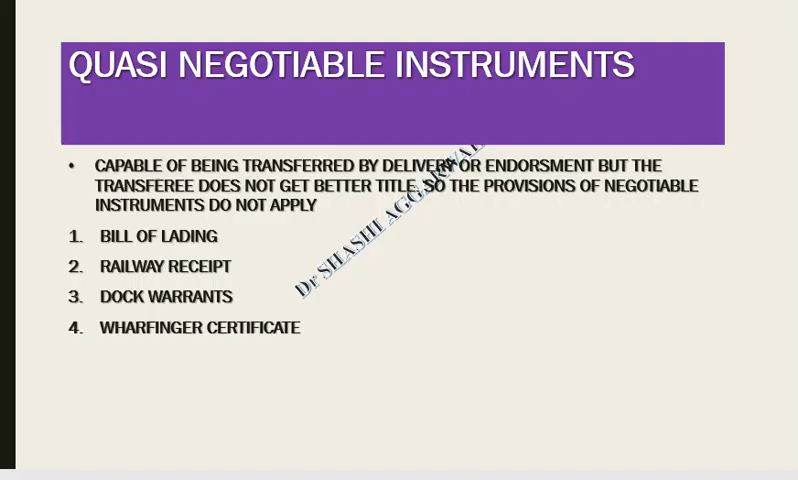 QUASI NEGOTIABLE INSTRUMENTS
• CAPABLE OF BEING TRANSFERRED BY DELIVERY OR ENDORSMENT BUT THE
TRANSFEREE DOES NOT GET BETTER TITLE, SO THE PROVISIONS OF NEGOTIABLE
INSTRUMENTS DO NOT APPLY
1. BILL OF LADING
2. RAILWAY RECEIPT
3. DOCK WARRANTS
4. WHARFINGER CERTIFICATE
Dr SHASHI AGGARWAL